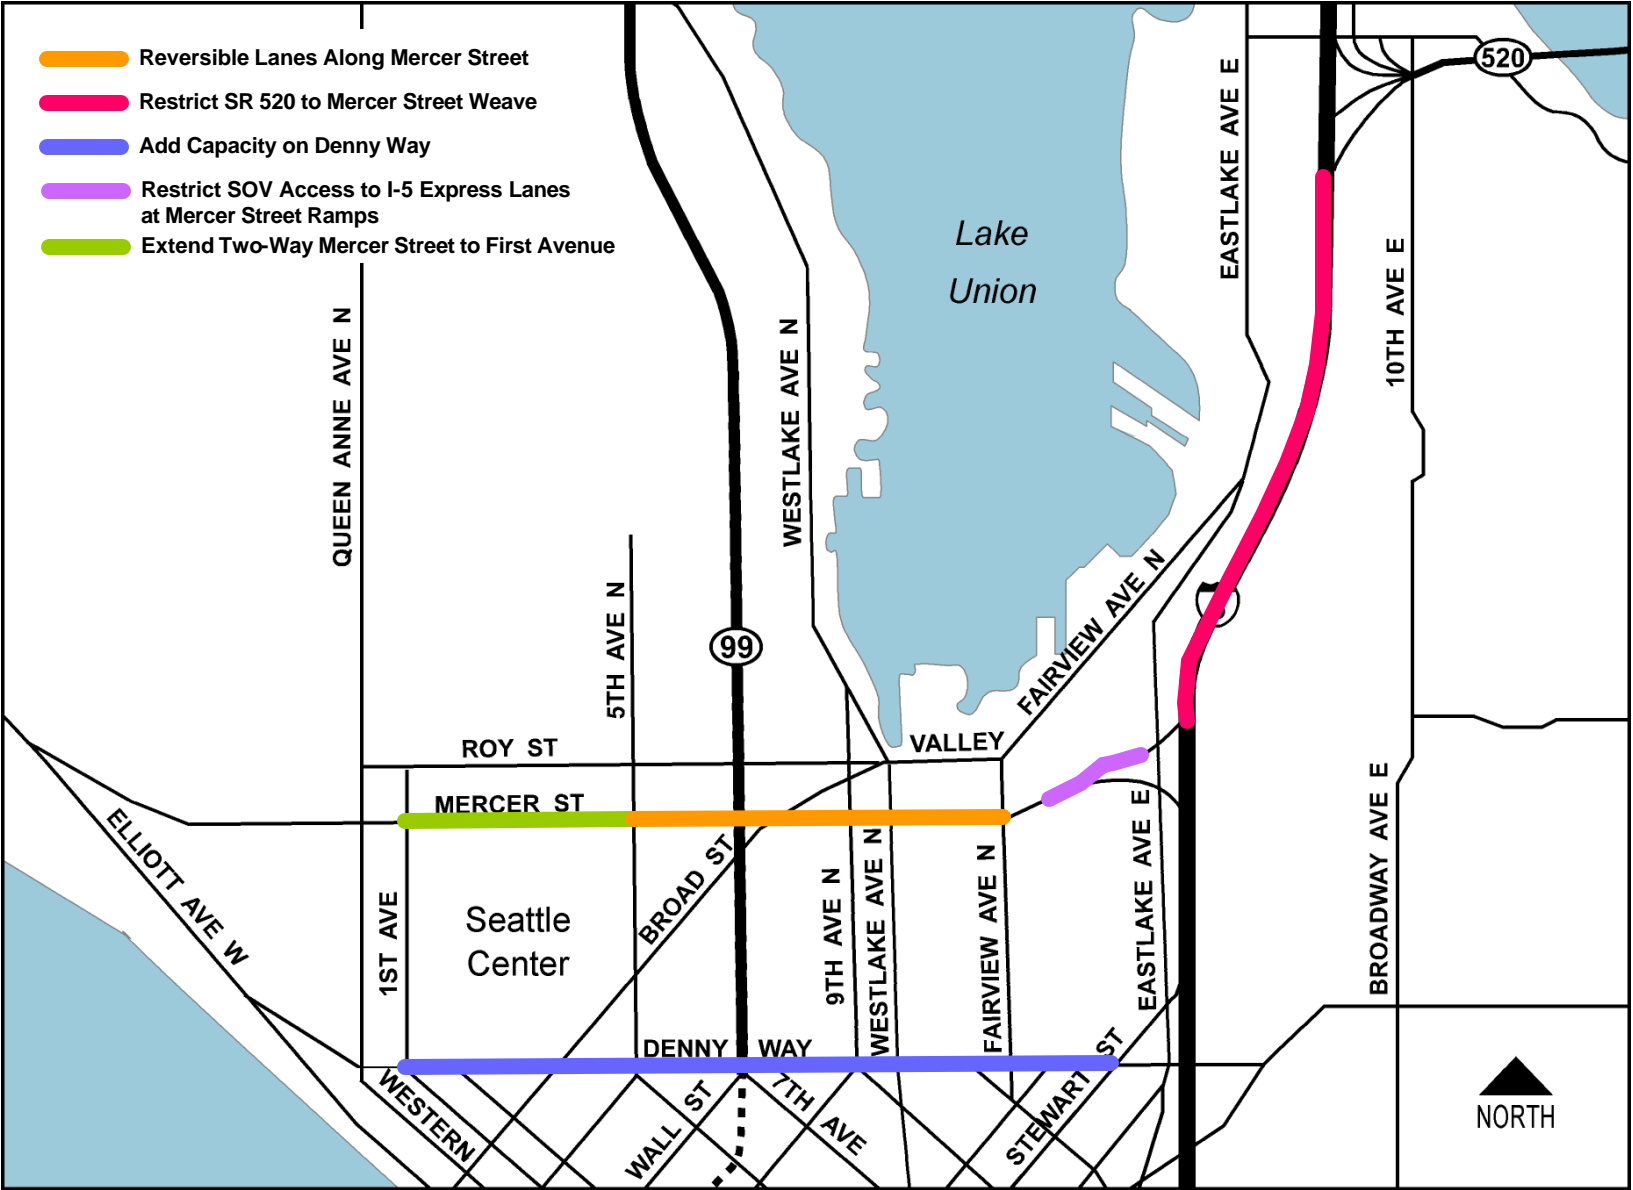 Reversible Lanes Along Mercer Street
Restrict SR 520 to Mercer Street Weave
Add Capacity on Denny Way
Restrict SOV Access to I-5 Express Lanes
at Mercer Street Ramps
Extend Two-Way Mercer Street to First Avenue
520
EASTLAKE AVE E
Lake
Union
10TH AVE E
QUEEN ANNE AVE N
WESTLAKE AVE N
5TH AVE N
99
FAIRVIEW AVE N
ROY ST
VALLEY
MERCER ST
ELLIOTT AVE W
1ST AVE
Seattle
Center
BROAD ST
9TH AVE N
WESTLAKE AVE N
FAIRVIEW AVE N
EASTLAKE AVE E
BROADWAY AVE E
DENNY WAY
WESTERN
WALL ST
7TH AVE
STEWART ST
NORTH